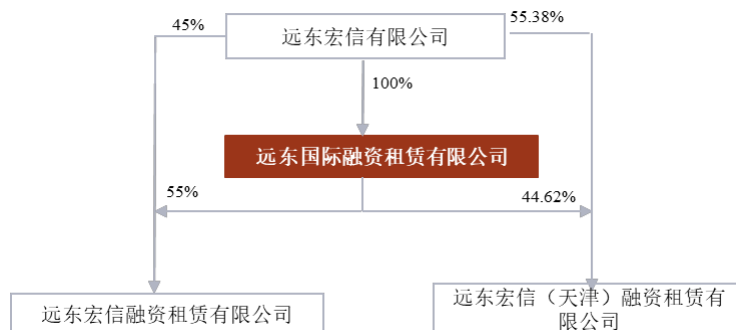 45%
远东宏信有限公司
55.38%
100%
远东国际融资租赁有限公司
55%
44.62%
远东宏信融资租赁有限公司
远东宏信（天津）融资租赁有
限公司